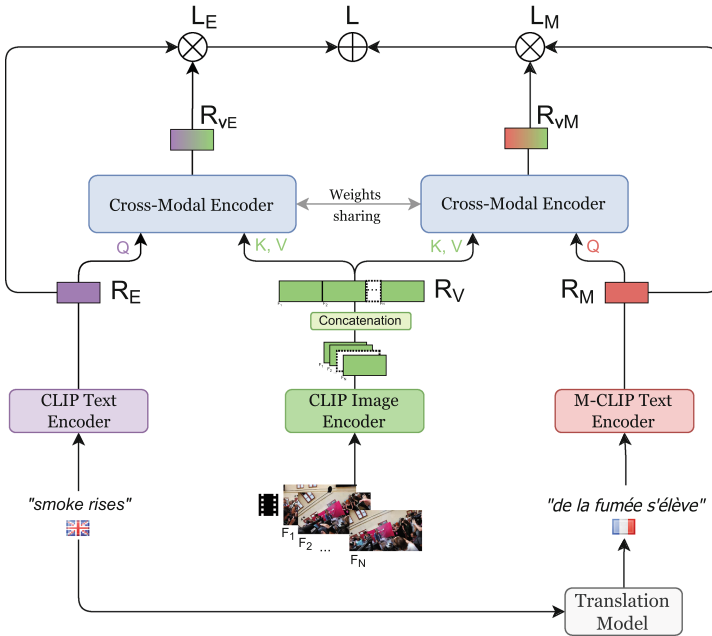 L_E
L
L_M
R_vE
R_vM
Cross-Modal Encoder
Weights
sharing
Cross-Modal Encoder
Q
K, V
K, V
Q
R_E
R_V
R_M
...
Concatenation
CLIP Text
Encoder
CLIP Image
Encoder
M-CLIP Text
Encoder
"smoke rises"
"de la fumée s'élève"
F_1
F_2
...
F_N
Translation
Model